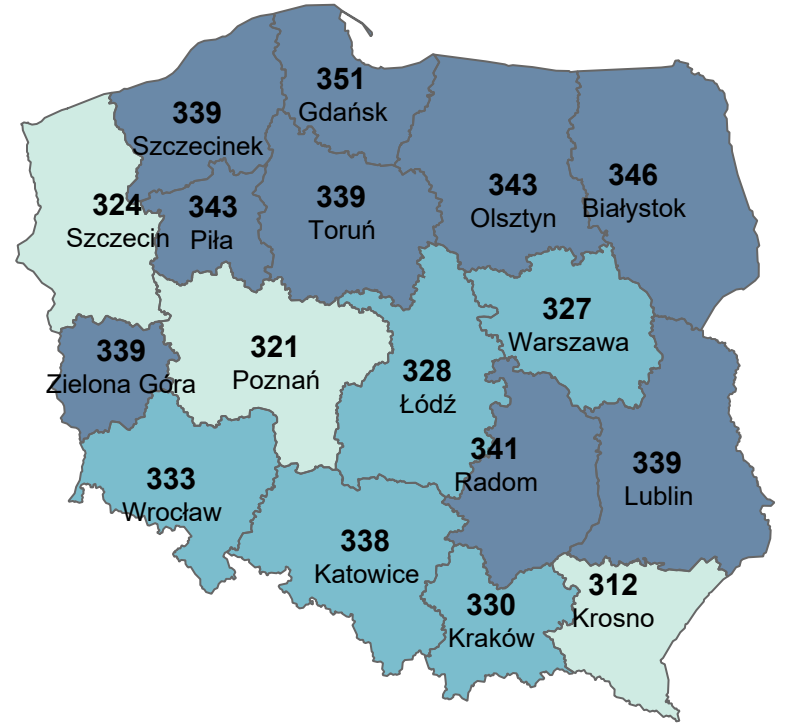 351
Gdańsk
339
Szczecinek
346
Białystok
343
Olsztyn
339
Toruń
343
Piła
324
Szczecin
327
Warszawa
321
Poznań
339
Zielona Góra
328
Łódź
341
Radom
339
Lublin
333
Wrocław
338
Katowice
312
Krosno
330
Kraków